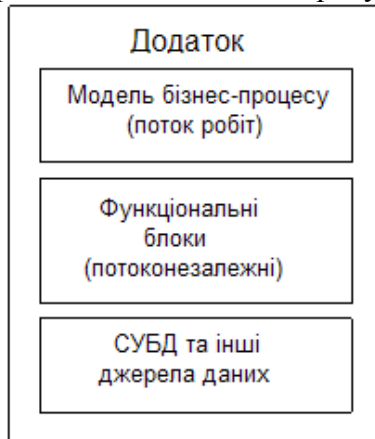 Додаток
Модель бізнес-процесу
(поток робіт)
Функціональні
блоки
(потоконезалежні)
СУБД та інші
джерела даних